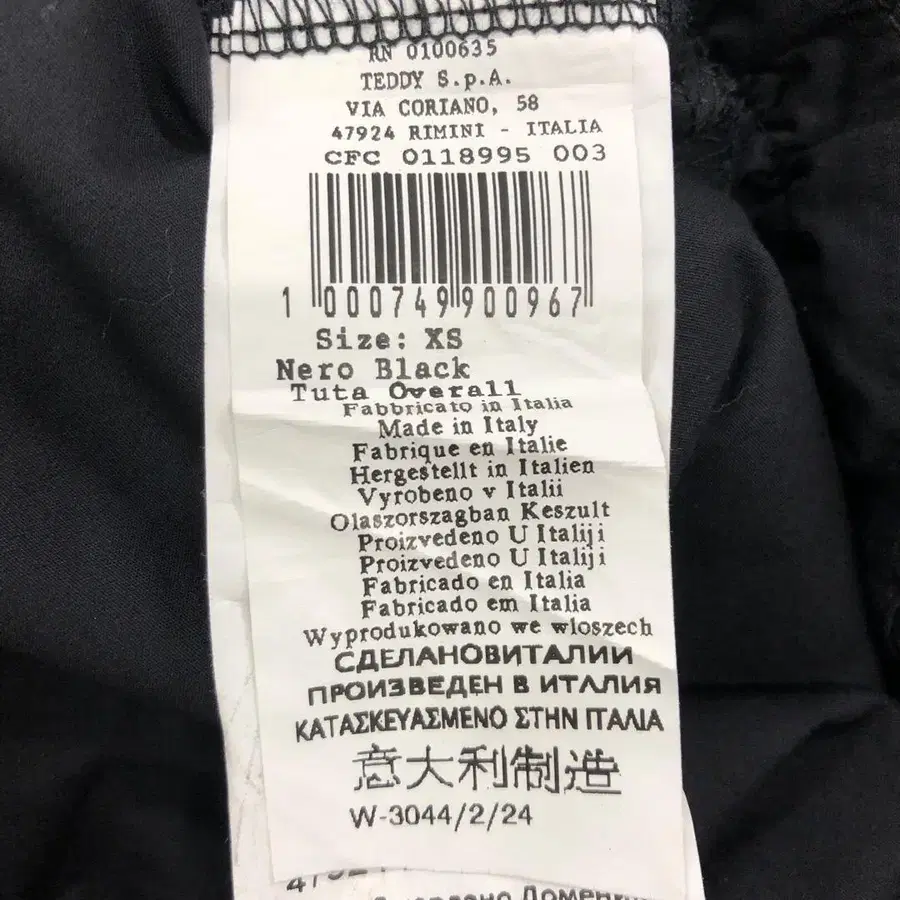 RN 0100635
TEDDY S.p.A.
VIA CORIANO, 58
47924 RIMINI - ITALIA
CFC 0118995 003
1 000749 900967
Size: XS
Nero Black
Tuta Overall
Fabbricato in Italia
Made in Italy
Fabrique en Italie
Hergestellt in Italien
Vyrobeno v Italii
Olaszorszagban Keszult
Proizvedeno U Italiji
Proizvedeno U Italiji
Fabricado en Italia
Fabricado em Italia
Wyprodukowano we wloszech
СДЕЛАНОВИТАЛИИ
ПРОИЗВЕДЕН В ИТАЛИЯ
ΚΑΤΑΣΚΕΥΑΣΜΕΝΟ ΣΤΗΝ ΙΤΑΛΙΑ
意大利制造
W-3044/2/24